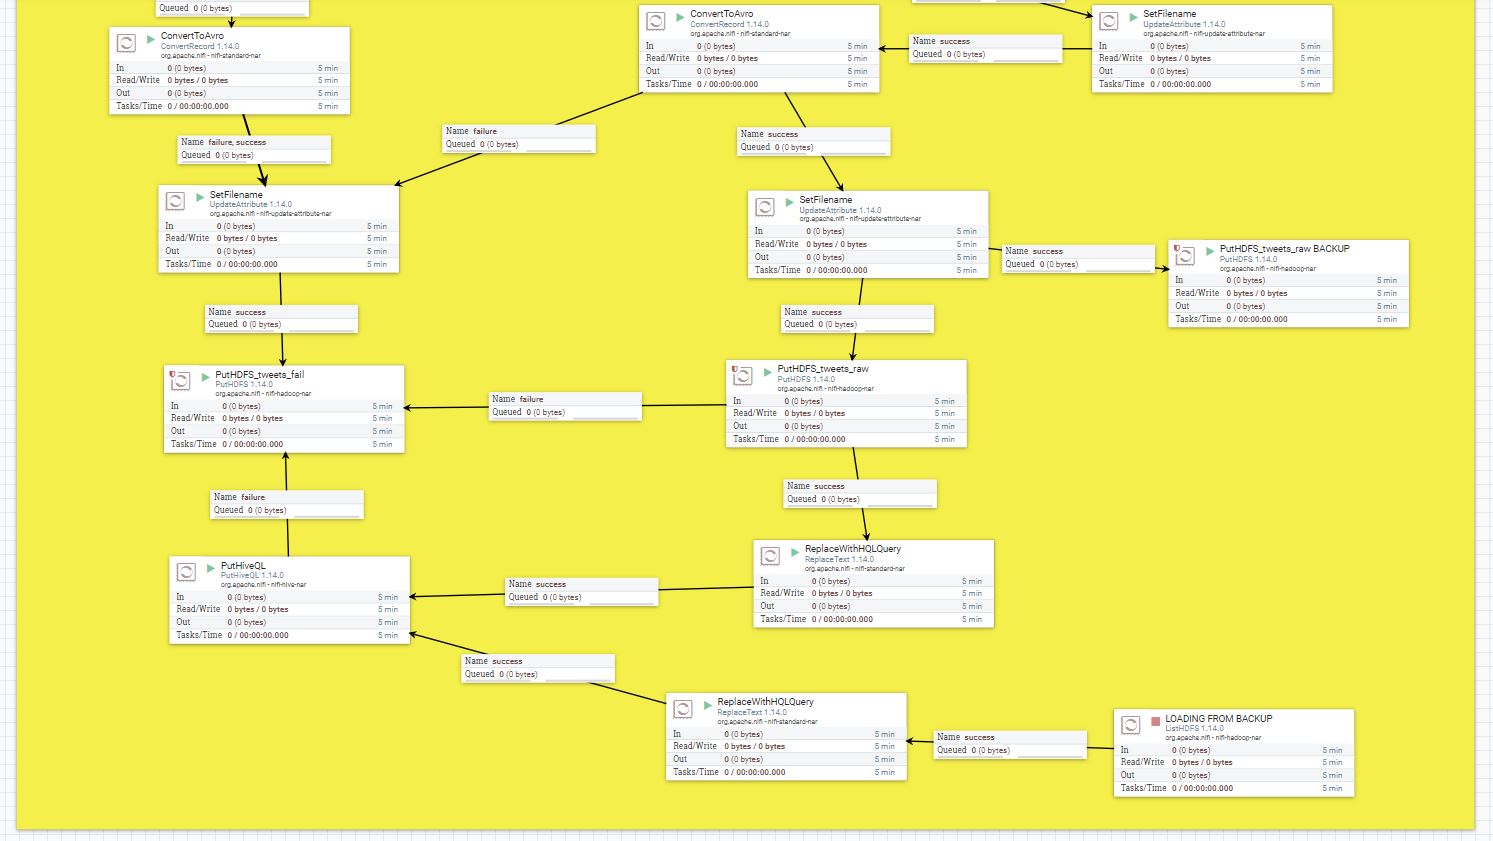 Queued 0 (0 bytes)
ConvertToAvro
ConvertRecord 1.14.0
org.apache.nifi - nifi-standard-nar
In 0 (0 bytes) 5 min
Read/Write 0 bytes / 0 bytes 5 min
Out 0 (0 bytes) 5 min
Tasks/Time 0 / 00:00:00.000 5 min
ConvertToAvro
ConvertRecord 1.14.0
org.apache.nifi - nifi-standard-nar
In 0 (0 bytes) 5 min
Read/Write 0 bytes / 0 bytes 5 min
Out 0 (0 bytes) 5 min
Tasks/Time 0 / 00:00:00.000 5 min
Name success
Queued 0 (0 bytes)
SetFilename
UpdateAttribute 1.14.0
org.apache.nifi - nifi-update-attribute-nar
In 0 (0 bytes) 5 min
Read/Write 0 bytes / 0 bytes 5 min
Out 0 (0 bytes) 5 min
Tasks/Time 0 / 00:00:00.000 5 min
Name failure, success
Queued 0 (0 bytes)
Name failure
Queued 0 (0 bytes)
Name success
Queued 0 (0 bytes)
SetFilename
UpdateAttribute 1.14.0
org.apache.nifi - nifi-update-attribute-nar
In 0 (0 bytes) 5 min
Read/Write 0 bytes / 0 bytes 5 min
Out 0 (0 bytes) 5 min
Tasks/Time 0 / 00:00:00.000 5 min
SetFilename
UpdateAttribute 1.14.0
org.apache.nifi - nifi-update-attribute-nar
In 0 (0 bytes) 5 min
Read/Write 0 bytes / 0 bytes 5 min
Out 0 (0 bytes) 5 min
Tasks/Time 0 / 00:00:00.000 5 min
Name success
Queued 0 (0 bytes)
PutHDFS_tweets_raw BACKUP
PutHDFS 1.14.0
org.apache.nifi - nifi-hadoop-nar
In 0 (0 bytes) 5 min
Read/Write 0 bytes / 0 bytes 5 min
Out 0 (0 bytes) 5 min
Tasks/Time 0 / 00:00:00.000 5 min
Name success
Queued 0 (0 bytes)
Name success
Queued 0 (0 bytes)
PutHDFS_tweets_fail
PutHDFS 1.14.0
org.apache.nifi - nifi-hadoop-nar
In 0 (0 bytes) 5 min
Read/Write 0 bytes / 0 bytes 5 min
Out 0 (0 bytes) 5 min
Tasks/Time 0 / 00:00:00.000 5 min
Name failure
Queued 0 (0 bytes)
PutHDFS_tweets_raw
PutHDFS 1.14.0
org.apache.nifi - nifi-hadoop-nar
In 0 (0 bytes) 5 min
Read/Write 0 bytes / 0 bytes 5 min
Out 0 (0 bytes) 5 min
Tasks/Time 0 / 00:00:00.000 5 min
Name failure
Queued 0 (0 bytes)
Name success
Queued 0 (0 bytes)
PutHiveQL
PutHiveQL 1.14.0
org.apache.nifi - nifi-hive-nar
In 0 (0 bytes) 5 min
Read/Write 0 bytes / 0 bytes 5 min
Out 0 (0 bytes) 5 min
Tasks/Time 0 / 00:00:00.000 5 min
Name success
Queued 0 (0 bytes)
ReplaceWithHQLQuery
ReplaceText 1.14.0
org.apache.nifi - nifi-standard-nar
In 0 (0 bytes) 5 min
Read/Write 0 bytes / 0 bytes 5 min
Out 0 (0 bytes) 5 min
Tasks/Time 0 / 00:00:00.000 5 min
Name success
Queued 0 (0 bytes)
ReplaceWithHQLQuery
ReplaceText 1.14.0
org.apache.nifi - nifi-standard-nar
In 0 (0 bytes) 5 min
Read/Write 0 bytes / 0 bytes 5 min
Out 0 (0 bytes) 5 min
Tasks/Time 0 / 00:00:00.000 5 min
Name success
Queued 0 (0 bytes)
LOADING FROM BACKUP
ListHDFS 1.14.0
org.apache.nifi - nifi-hadoop-nar
In 0 (0 bytes) 5 min
Read/Write 0 bytes / 0 bytes 5 min
Out 0 (0 bytes) 5 min
Tasks/Time 0 / 00:00:00.000 5 min